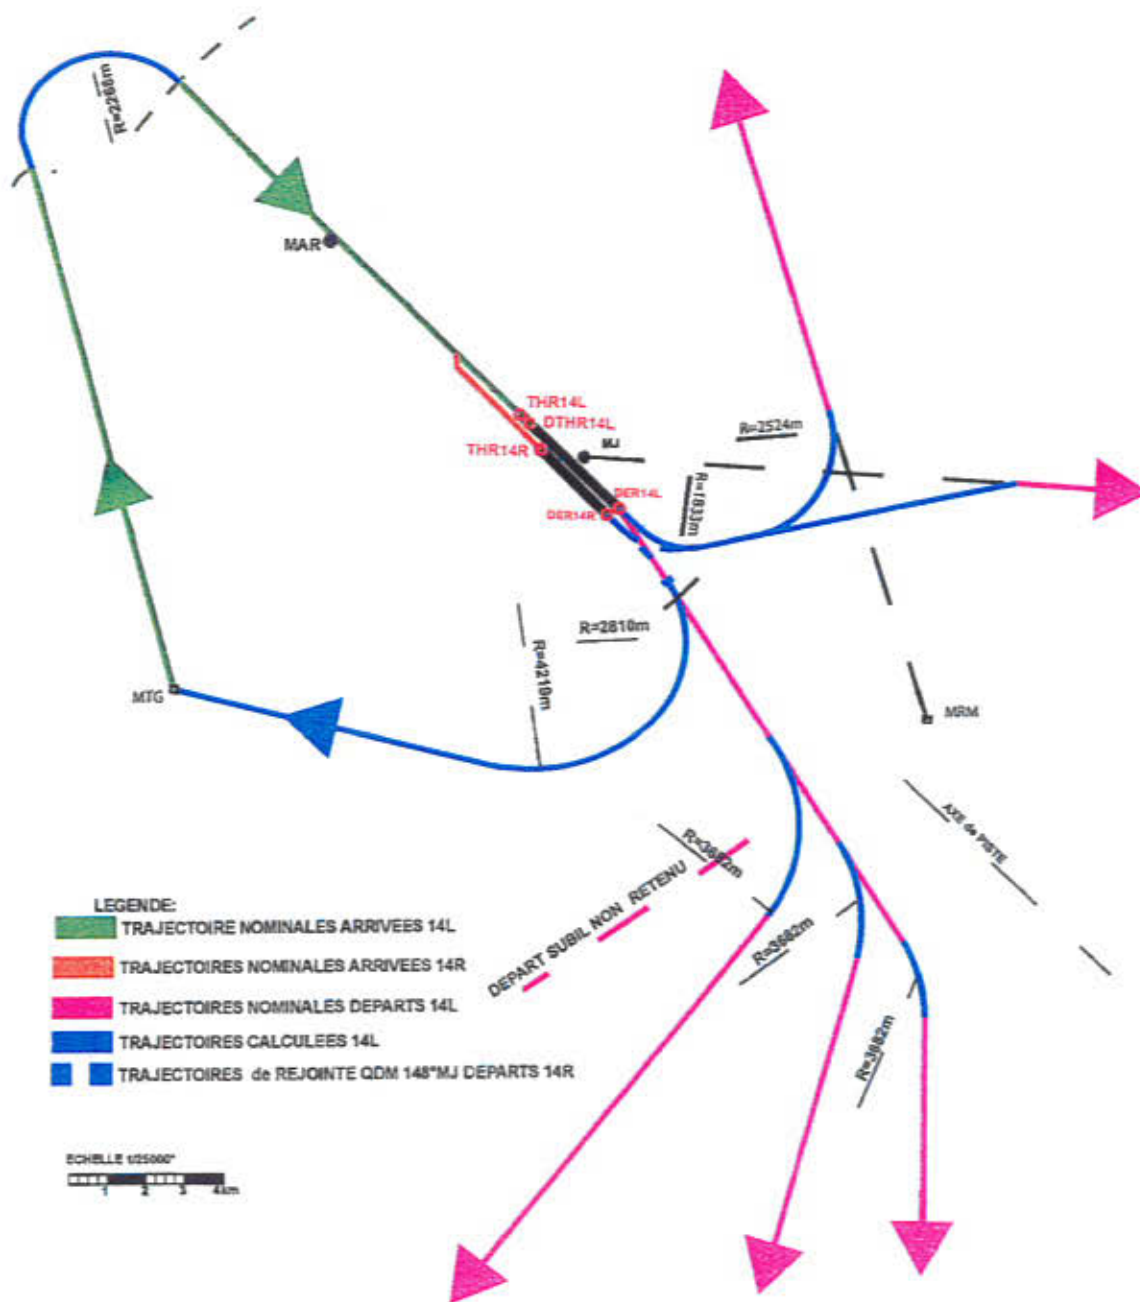 R=2266m
MAR
THR14L
DTHR14L
THR14R
MJ
R=2524m
R=1833m
DER14L
DER14R
R=2810m
R=4219m
MTG
MRM
AXE de PISTE
R=3682m
DEPART SUBIL NON RETENU
R=3682m
R=3682m
LEGENDE:
TRAJECTOIRE NOMINALES ARRIVEES 14L
TRAJECTOIRES NOMINALES ARRIVEES 14R
TRAJECTOIRES NOMINALES DEPARTS 14L
TRAJECTOIRES CALCULEES 14L
TRAJECTOIRES de REJOINTE QDM 148°MJ DEPARTS 14R
ECHELLE 1/25000°
1 2 3 4km